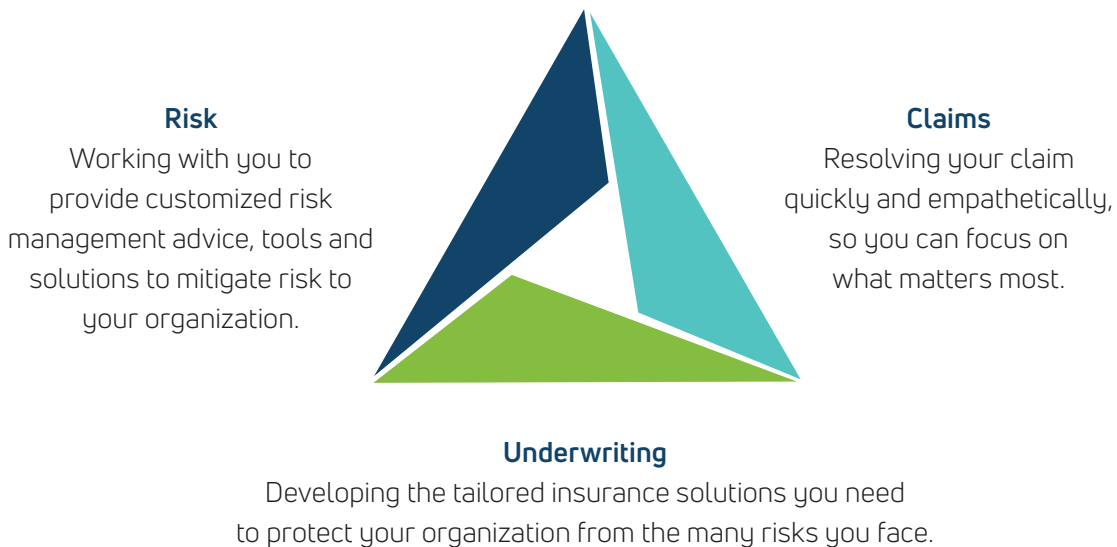 Risk
Working with you to
provide customized risk
management advice, tools and
solutions to mitigate risk to
your organization.
Claims
Resolving your claim
quickly and empathetically,
so you can focus on
what matters most.
Underwriting
Developing the tailored insurance solutions you need
to protect your organization from the many risks you face.